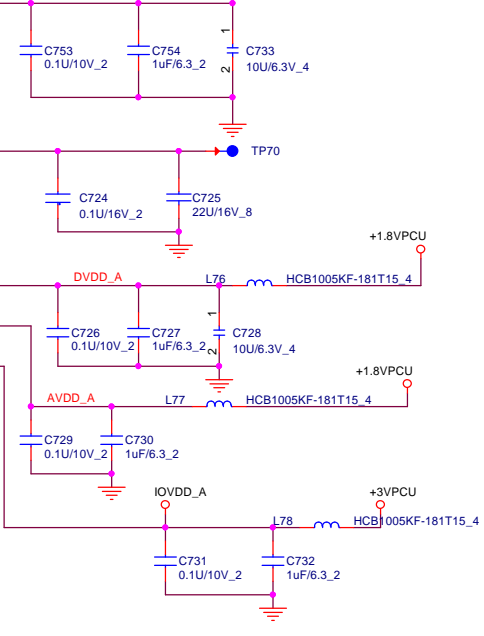 C753
0.1U/10V_2
C754
1uF/6.3_2
1
2
C733
10U/6.3V_4
TP70
C724
0.1U/16V_2
C725
22U/16V_8
+1.8VPCU
DVDD_A
L76
HCB1005KF-181T15_4
C726
0.1U/10V_2
C727
1uF/6.3_2
1
2
C728
10U/6.3V_4
+1.8VPCU
AVDD_A
L77
HCB1005KF-181T15_4
C729
0.1U/10V_2
C730
1uF/6.3_2
IOVDD_A
+3VPCU
L78
HCB1005KF-181T15_4
C731
0.1U/10V_2
C732
1uF/6.3_2